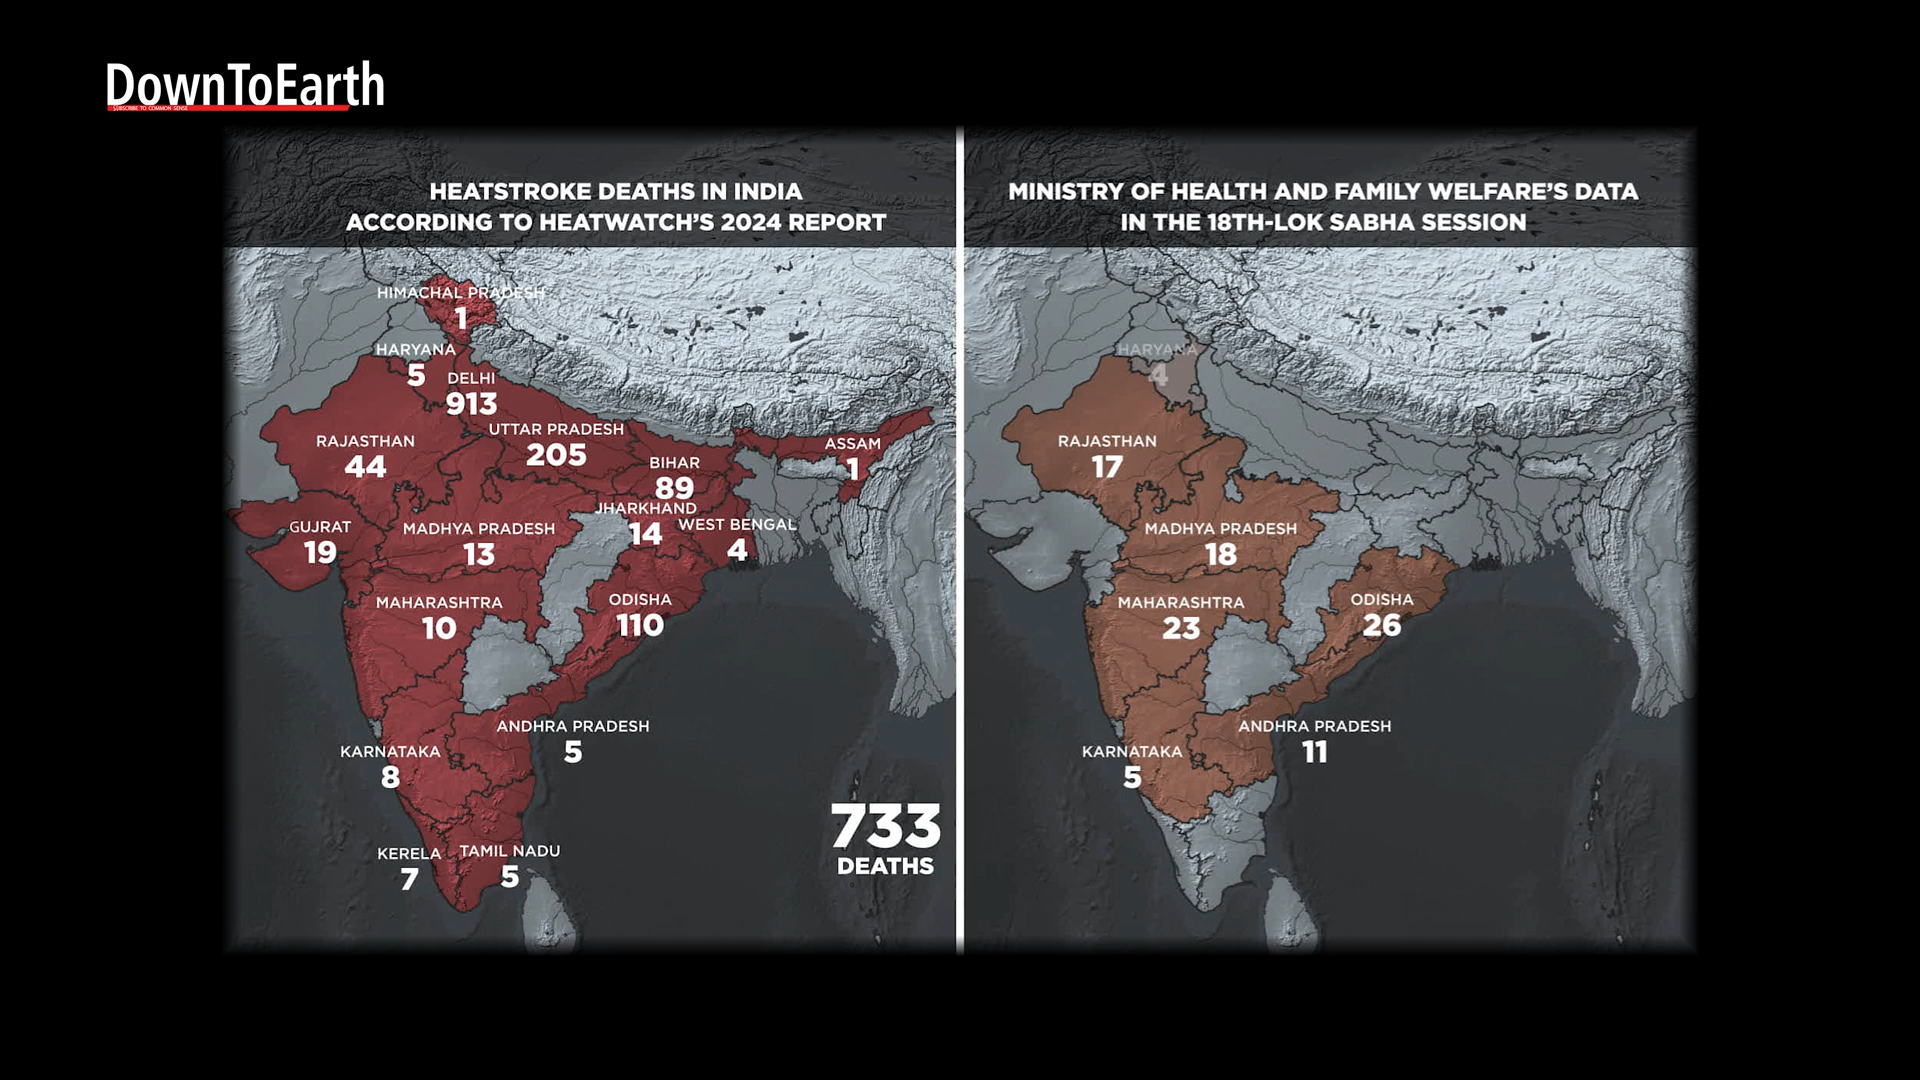 DownToEarth
SUBSCRIBE TO COMMON SENSE
HEATSTROKE DEATHS IN INDIA
ACCORDING TO HEATWATCH'S 2024 REPORT
HIMACHAL PRADESH
1
HARYANA
5
DELHI
913
UTTAR PRADESH
205
RAJASTHAN
44
ASSAM
1
BIHAR
89
JHARKHAND
14
WEST BENGAL
4
GUJRAT
19
MADHYA PRADESH
13
MAHARASHTRA
10
ODISHA
110
ANDHRA PRADESH
5
KARNATAKA
8
KERELA
7
TAMIL NADU
5
733
DEATHS
MINISTRY OF HEALTH AND FAMILY WELFARE'S DATA
IN THE 18TH-LOK SABHA SESSION
HARYANA
4
RAJASTHAN
17
MADHYA PRADESH
18
MAHARASHTRA
23
ODISHA
26
ANDHRA PRADESH
11
KARNATAKA
5